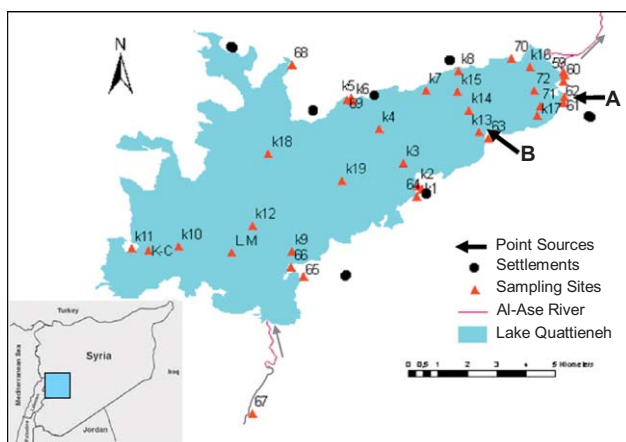 N
68
70
k16
59
60
k8
k5
k6
69
k7
k15
72
62
71
61
k17
A
k14
k4
k13
63
B
k18
k3
k19
k2
64
k1
k12
k11
K-C
k10
L.M
k9
66
65
67
Point Sources
Settlements
Sampling Sites
Al-Ase River
Lake Quattieneh
0 0,5 1 2 3 4 5 Kilometers
Turkey
Mediterranean Sea
Syria
Iraq
Lebanon
Jordan